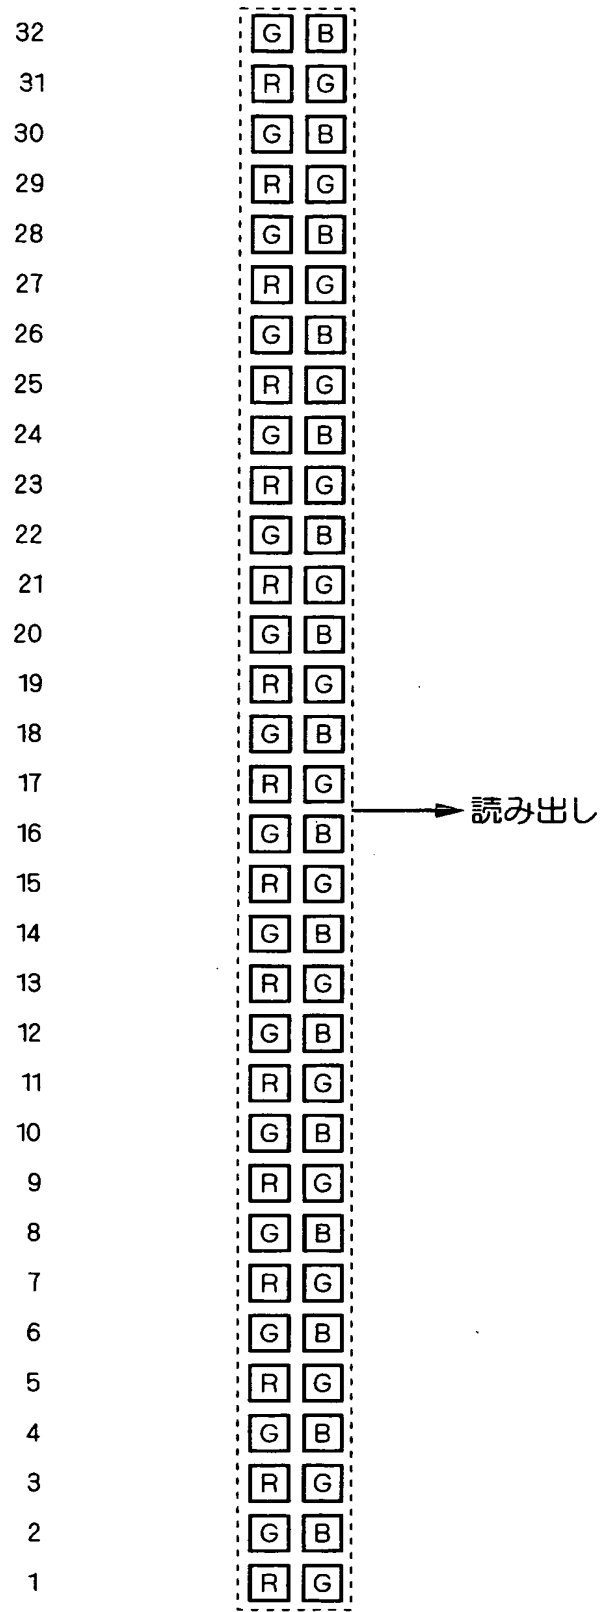 32 G B
31 R G
30 G B
29 R G
28 G B
27 R G
26 G B
25 R G
24 G B
23 R G
22 G B
21 R G
20 G B
19 R G
18 G B
17 R G
読み出し
16 G B
15 R G
14 G B
13 R G
12 G B
11 R G
10 G B
9 R G
8 G B
7 R G
6 G B
5 R G
4 G B
3 R G
2 G B
1 R G